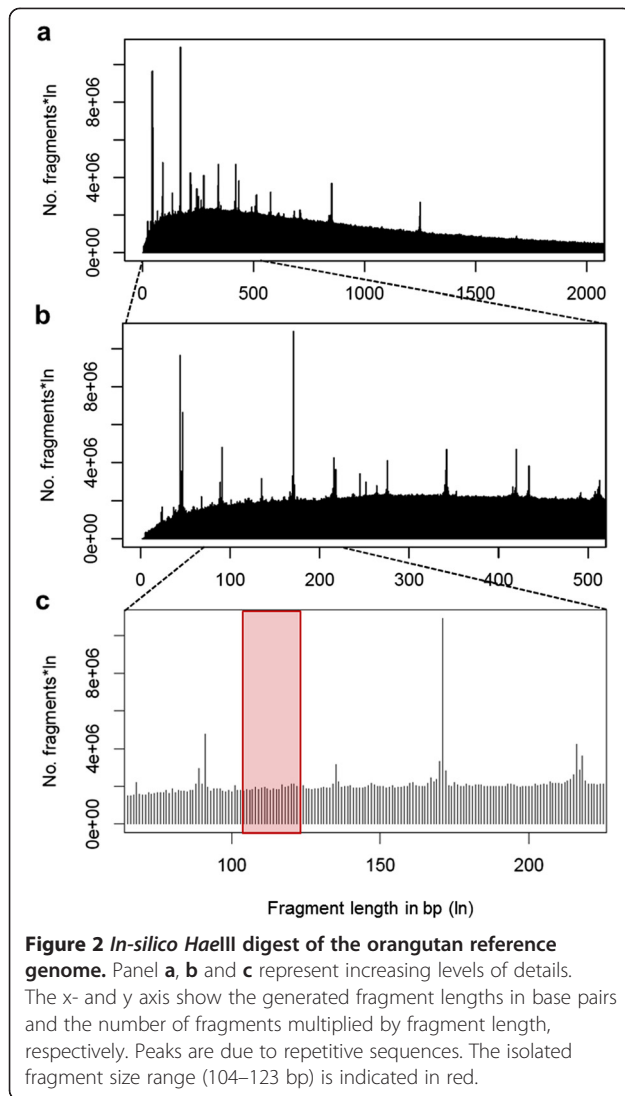 a
No. fragments*ln
8e+06
4e+06
0e+00
0 500 1000 1500 2000
b
No. fragments*ln
8e+06
4e+06
0e+00
0 100 200 300 400 500
c
No. fragments*ln
8e+06
4e+06
0e+00
100 150 200
Fragment length in bp (ln)
Figure 2 In-silico HaeIII digest of the orangutan reference
genome. Panel a, b and c represent increasing levels of details.
The x- and y axis show the generated fragment lengths in base pairs
and the number of fragments multiplied by fragment length,
respectively. Peaks are due to repetitive sequences. The isolated
fragment size range (104–123 bp) is indicated in red.